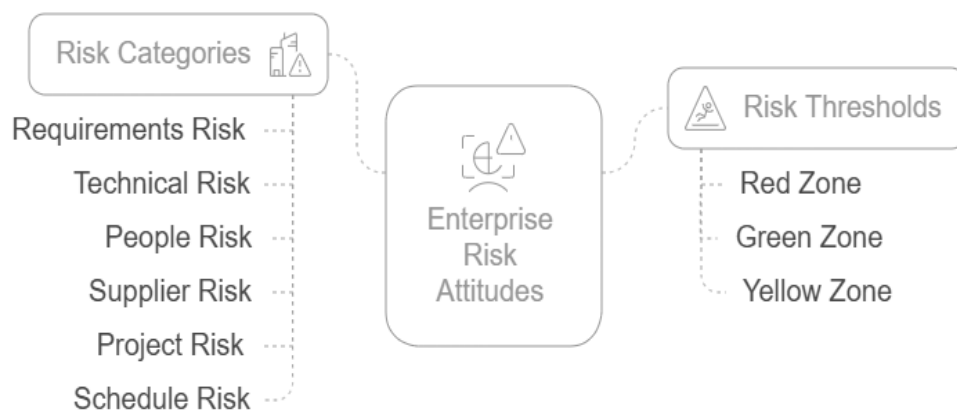 Risk Categories
Requirements Risk
Technical Risk
People Risk
Supplier Risk
Project Risk
Schedule Risk
Enterprise
Risk
Attitudes
Risk Thresholds
Red Zone
Green Zone
Yellow Zone